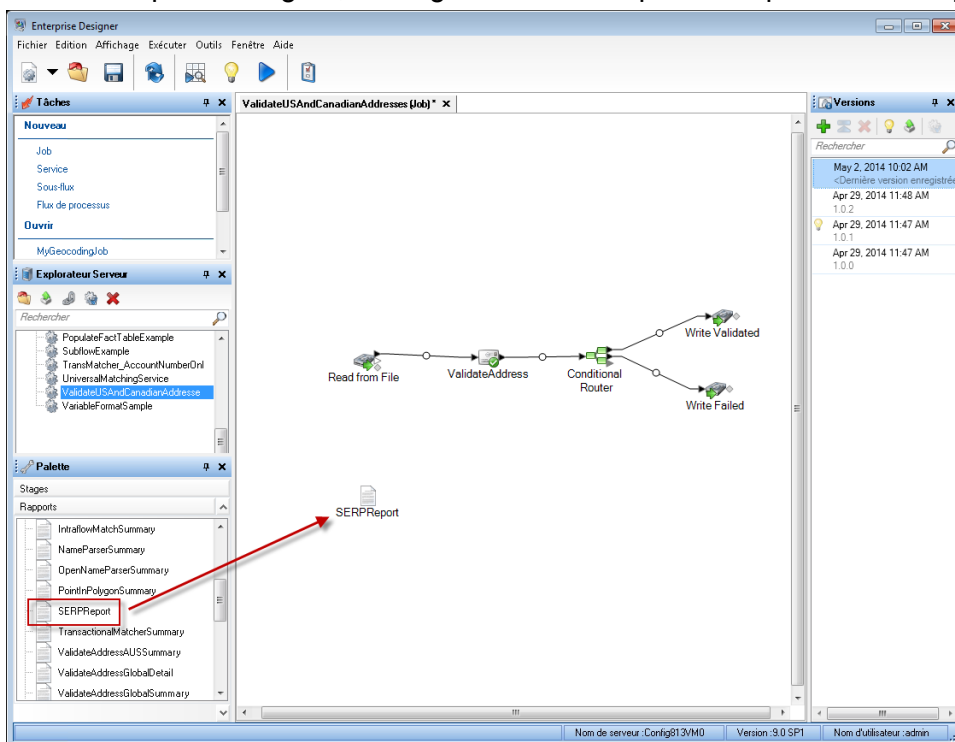 Enterprise Designer
Fichier Edition Affichage Exécuter Outils Fenêtre Aide
Tâches
Nouveau
Job
Service
Sous-flux
Flux de processus
Ouvrir
MyGeocodingJob
Explorateur Serveur
Rechercher
PopulateFactTableExample
SubflowExample
TransMatcher_AccountNumberOnl
UniversalMatchingService
ValidateUSAndCanadianAddresse
VariableFormatSample
Palette
Stages
Rapports
IntraflowMatchSummary
NameParserSummary
OpenNameParserSummary
PointInPolygonSummary
SERPReport
TransactionalMatcherSummary
ValidateAddressAUSSummary
ValidateAddressGlobalDetail
ValidateAddressGlobalSummary
ValidateUSAndCanadianAddresses (Job) *
Read from File
ValidateAddress
Conditional
Router
Write Validated
Write Failed
SERPReport
Versions
Rechercher
May 2, 2014 10:02 AM
<Dernière version enregistrée
Apr 29, 2014 11:48 AM
1.0.2
Apr 29, 2014 11:47 AM
1.0.1
Apr 29, 2014 11:47 AM
1.0.0
Nom de serveur :Config813VM0
Version :9.0 SP1
Nom d'utilisateur :admin